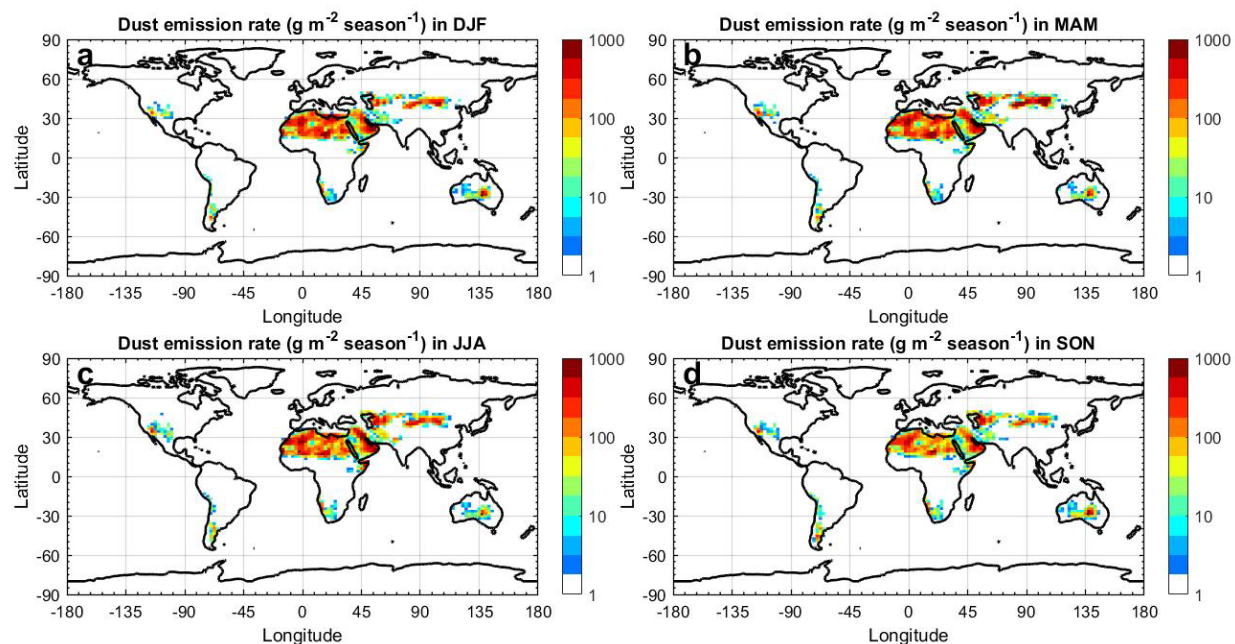 Dust emission rate (g m⁻² season⁻¹) in DJF
a
90
60
30
0
-30
-60
-90
Latitude
-180 -135 -90 -45 0 45 90 135 180
Longitude
1000
100
10
1
Dust emission rate (g m⁻² season⁻¹) in MAM
b
90
60
30
0
-30
-60
-90
Latitude
-180 -135 -90 -45 0 45 90 135 180
Longitude
1000
100
10
1
Dust emission rate (g m⁻² season⁻¹) in JJA
c
90
60
30
0
-30
-60
-90
Latitude
-180 -135 -90 -45 0 45 90 135 180
Longitude
1000
100
10
1
Dust emission rate (g m⁻² season⁻¹) in SON
d
90
60
30
0
-30
-60
-90
Latitude
-180 -135 -90 -45 0 45 90 135 180
Longitude
1000
100
10
1